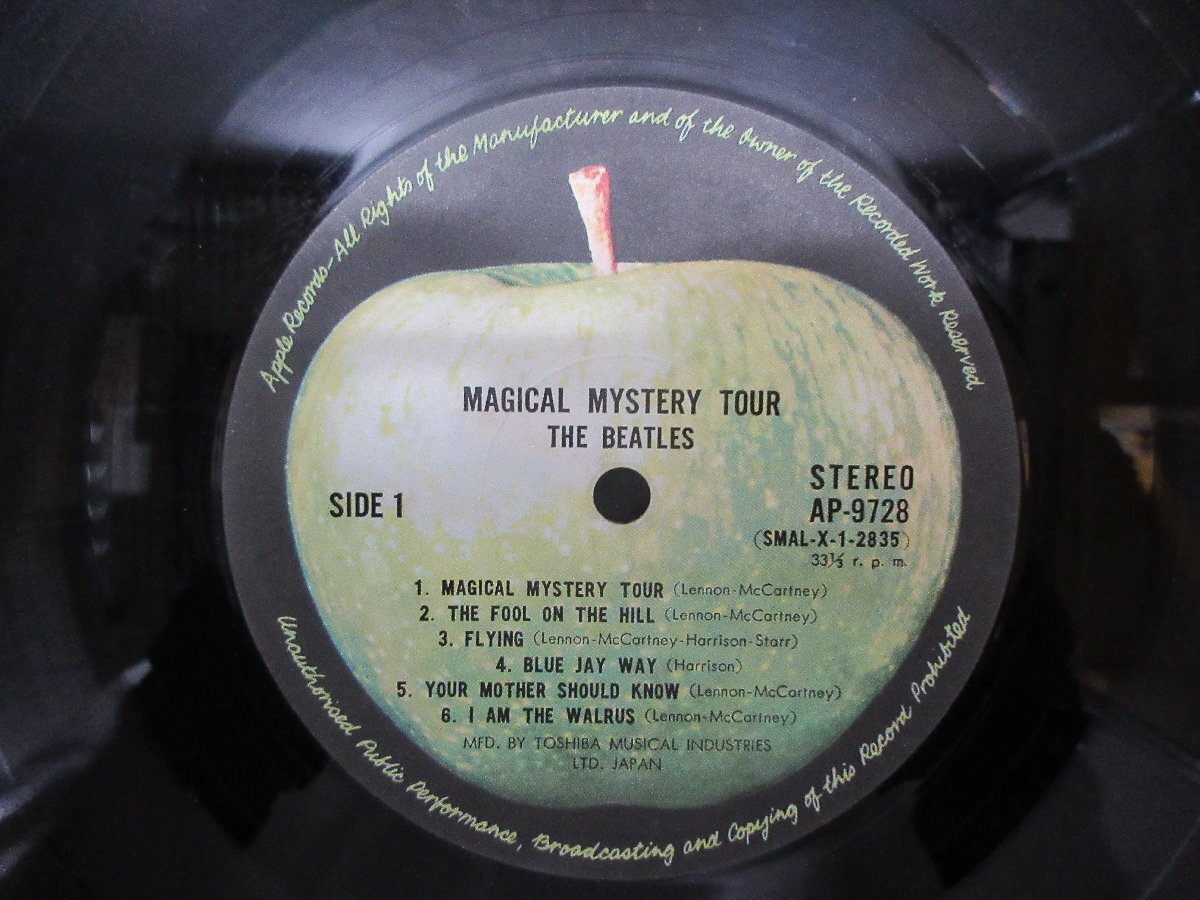 Apple Records-All Rights of the Manufacturer and of the Owner of the Recorded Work Reserved
MAGICAL MYSTERY TOUR
THE BEATLES
SIDE 1
STEREO
AP-9728
(SMAL-X-1-2835)
33⅓ r. p. m.
1. MAGICAL MYSTERY TOUR (Lennon-McCartney)
2. THE FOOL ON THE HILL (Lennon-McCartney)
3. FLYING (Lennon-McCartney-Harrison-Starr)
4. BLUE JAY WAY (Harrison)
5. YOUR MOTHER SHOULD KNOW (Lennon-McCartney)
6. I AM THE WALRUS (Lennon-McCartney)
MFD. BY TOSHIBA MUSICAL INDUSTRIES
LTD. JAPAN
Unauthorised Public Performance, Broadcasting and Copying of this Record Prohibited